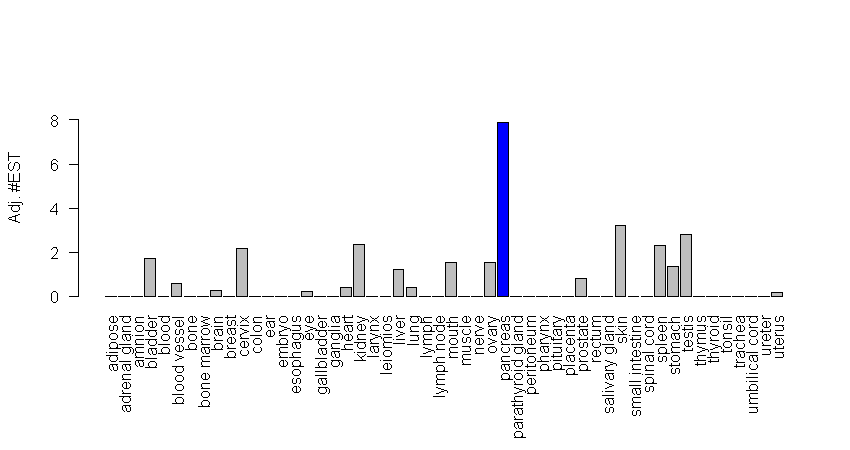 Adj. #EST
8
6
4
2
0
adipose
adrenal gland
amnion
bladder
blood
blood vessel
bone
bone marrow
brain
breast
cervix
colon
ear
embryo
esophagus
eye
gallbladder
ganglia
heart
kidney
larynx
leiomios
liver
lung
lymph
lymph node
mouth
muscle
nerve
ovary
pancreas
parathyroid gland
peritoneum
pharynx
pituitary
placenta
prostate
rectum
salivary gland
skin
small intestine
spinal cord
spleen
stomach
testis
thymus
thyroid
tonsil
trachea
umbilical cord
ureter
uterus